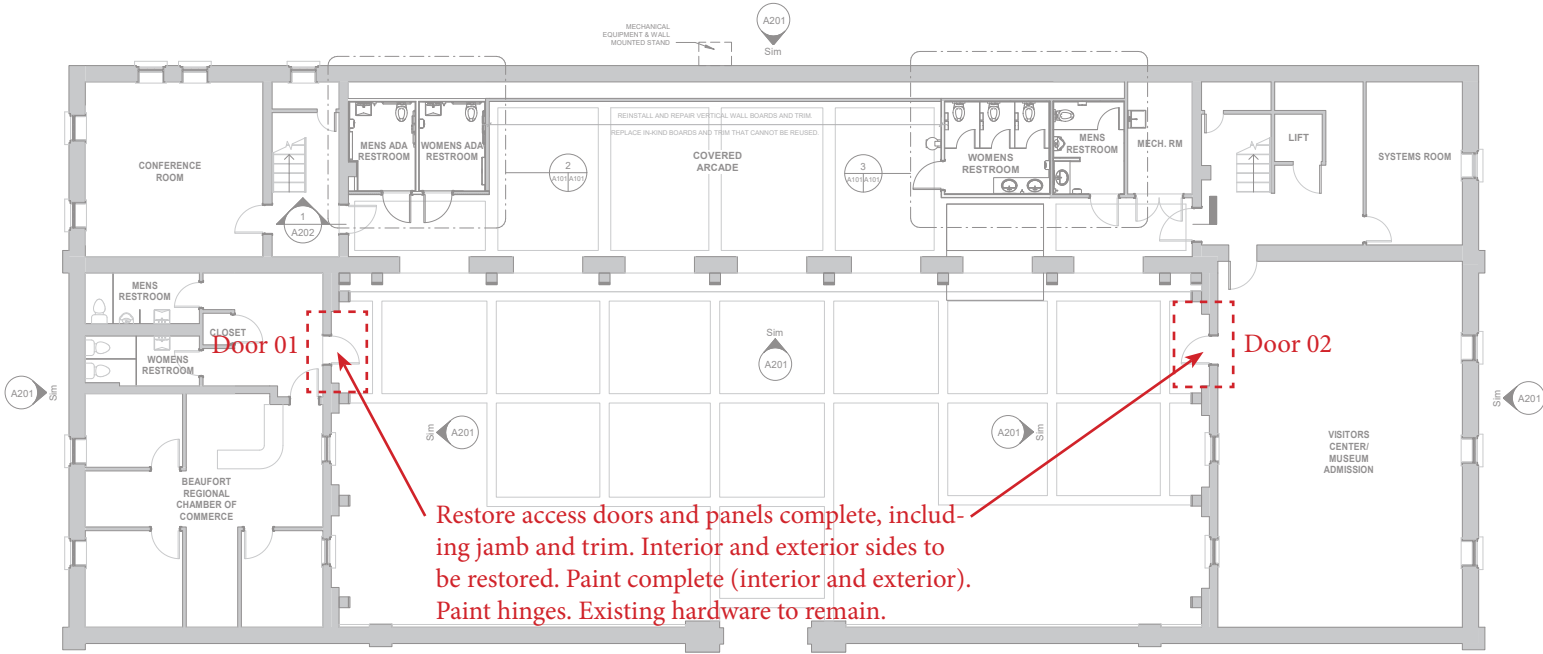 MECHANICAL
EQUIPMENT & WALL
MOUNTED STAND
A201
Sim
CONFERENCE
ROOM
MENS ADA
RESTROOM
WOMENS ADA
RESTROOM
REINSTALL AND REPAIR VERTICAL WALL BOARDS AND TRIM.
REPLACE IN-KIND BOARDS AND TRIM THAT CANNOT BE REUSED.
COVERED
ARCADE
2
A101 A101
3
A101 A101
WOMENS
RESTROOM
MENS
RESTROOM
MECH. RM
LIFT
SYSTEMS ROOM
1
A202
MENS
RESTROOM
CLOSET
WOMENS
RESTROOM
Door 01
Door 02
Sim
A201
A201
Sim
Sim
A201
A201
Sim
Sim
A201
BEAUFORT
REGIONAL
CHAMBER OF
COMMERCE
VISITORS
CENTER/
MUSEUM
ADMISSION
Restore access doors and panels complete, includ-
ing jamb and trim. Interior and exterior sides to
be restored. Paint complete (interior and exterior).
Paint hinges. Existing hardware to remain.